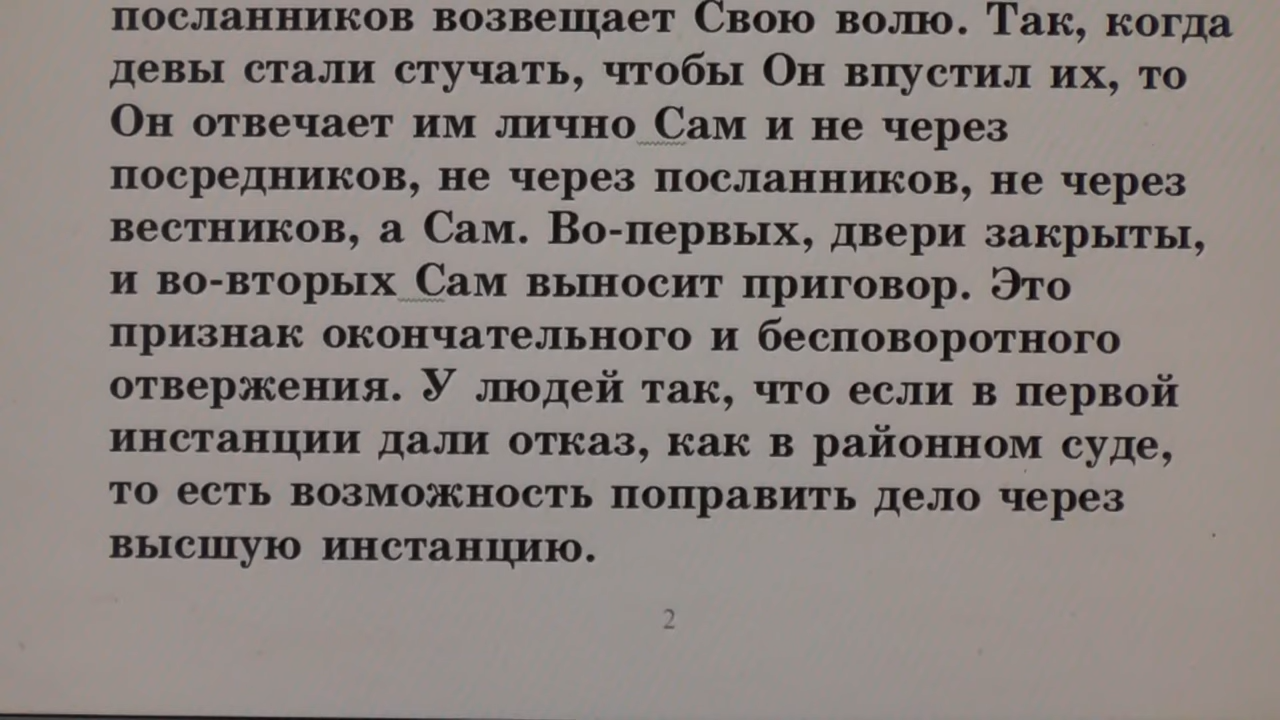 посланников возвещает Свою волю. Так, когда
девы стали стучать, чтобы Он впустил их, то
Он отвечает им лично Сам и не через
посредников, не через посланников, не через
вестников, а Сам. Во-первых, двери закрыты,
и во-вторых Сам выносит приговор. Это
признак окончательного и бесповоротного
отвержения. У людей так, что если в первой
инстанции дали отказ, как в районном суде,
то есть возможность поправить дело через
высшую инстанцию.
2